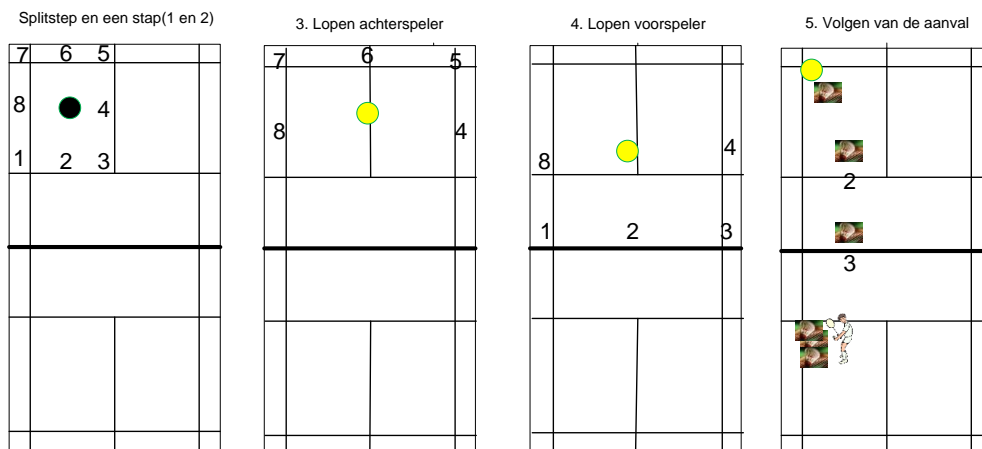 Splitstep en een stap(1 en 2)
7 6 5
8 4
1 2 3
3. Lopen achterspeler
7 6 5
8 4
4. Lopen voorspeler
8 4
1 2 3
5. Volgen van de aanval
2
3